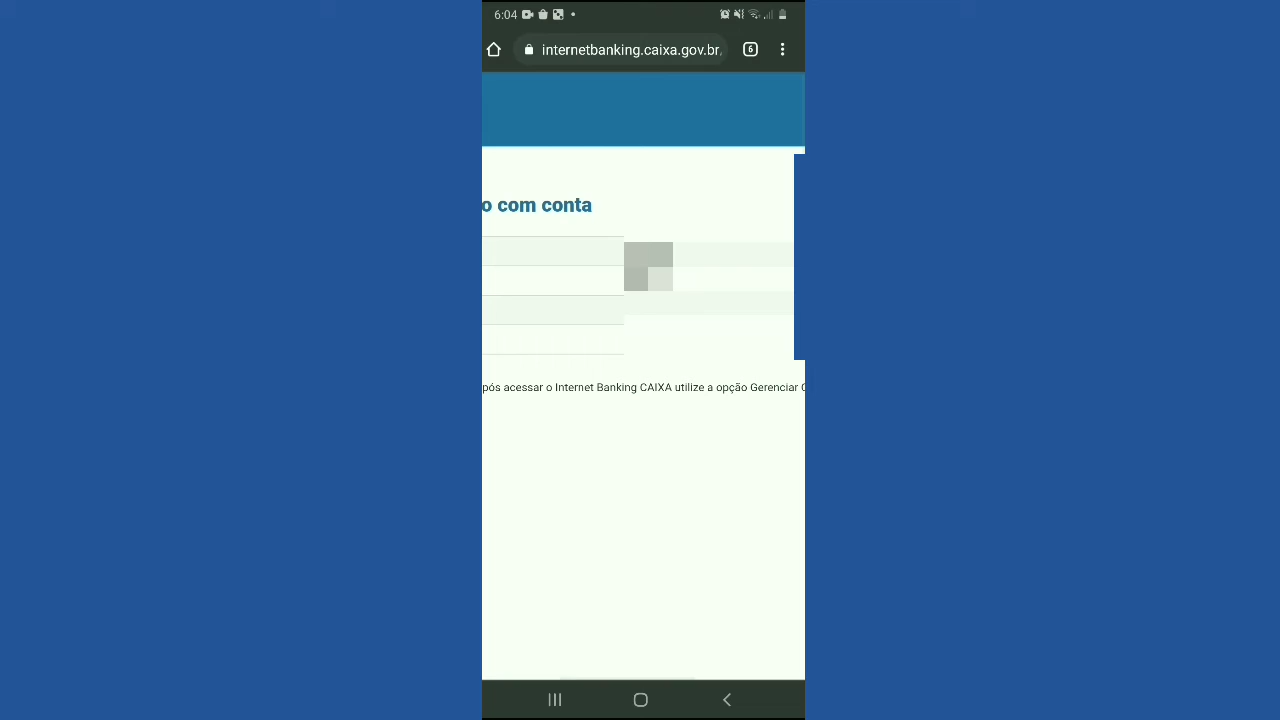 6:04
internetbanking.caixa.gov.br
6
o com conta
pós acessar o Internet Banking CAIXA utilize a opção Gerenciar